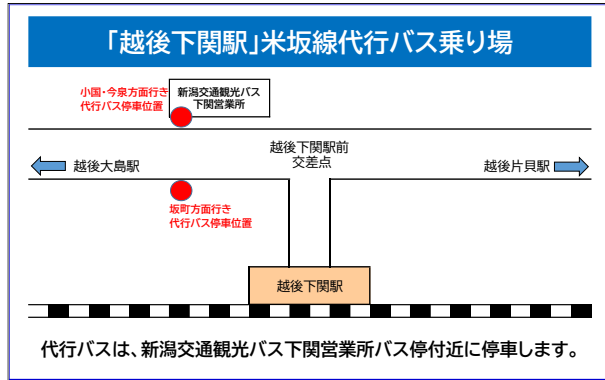 「越後下関駅」米坂線代行バス乗り場
小国・今泉方面行き
代行バス停車位置
新潟交通観光バス
下関営業所
越後下関駅前
交差点
越後大島駅
越後片貝駅
坂町方面行き
代行バス停車位置
越後下関駅
代行バスは、新潟交通観光バス下関営業所バス停付近に停車します。